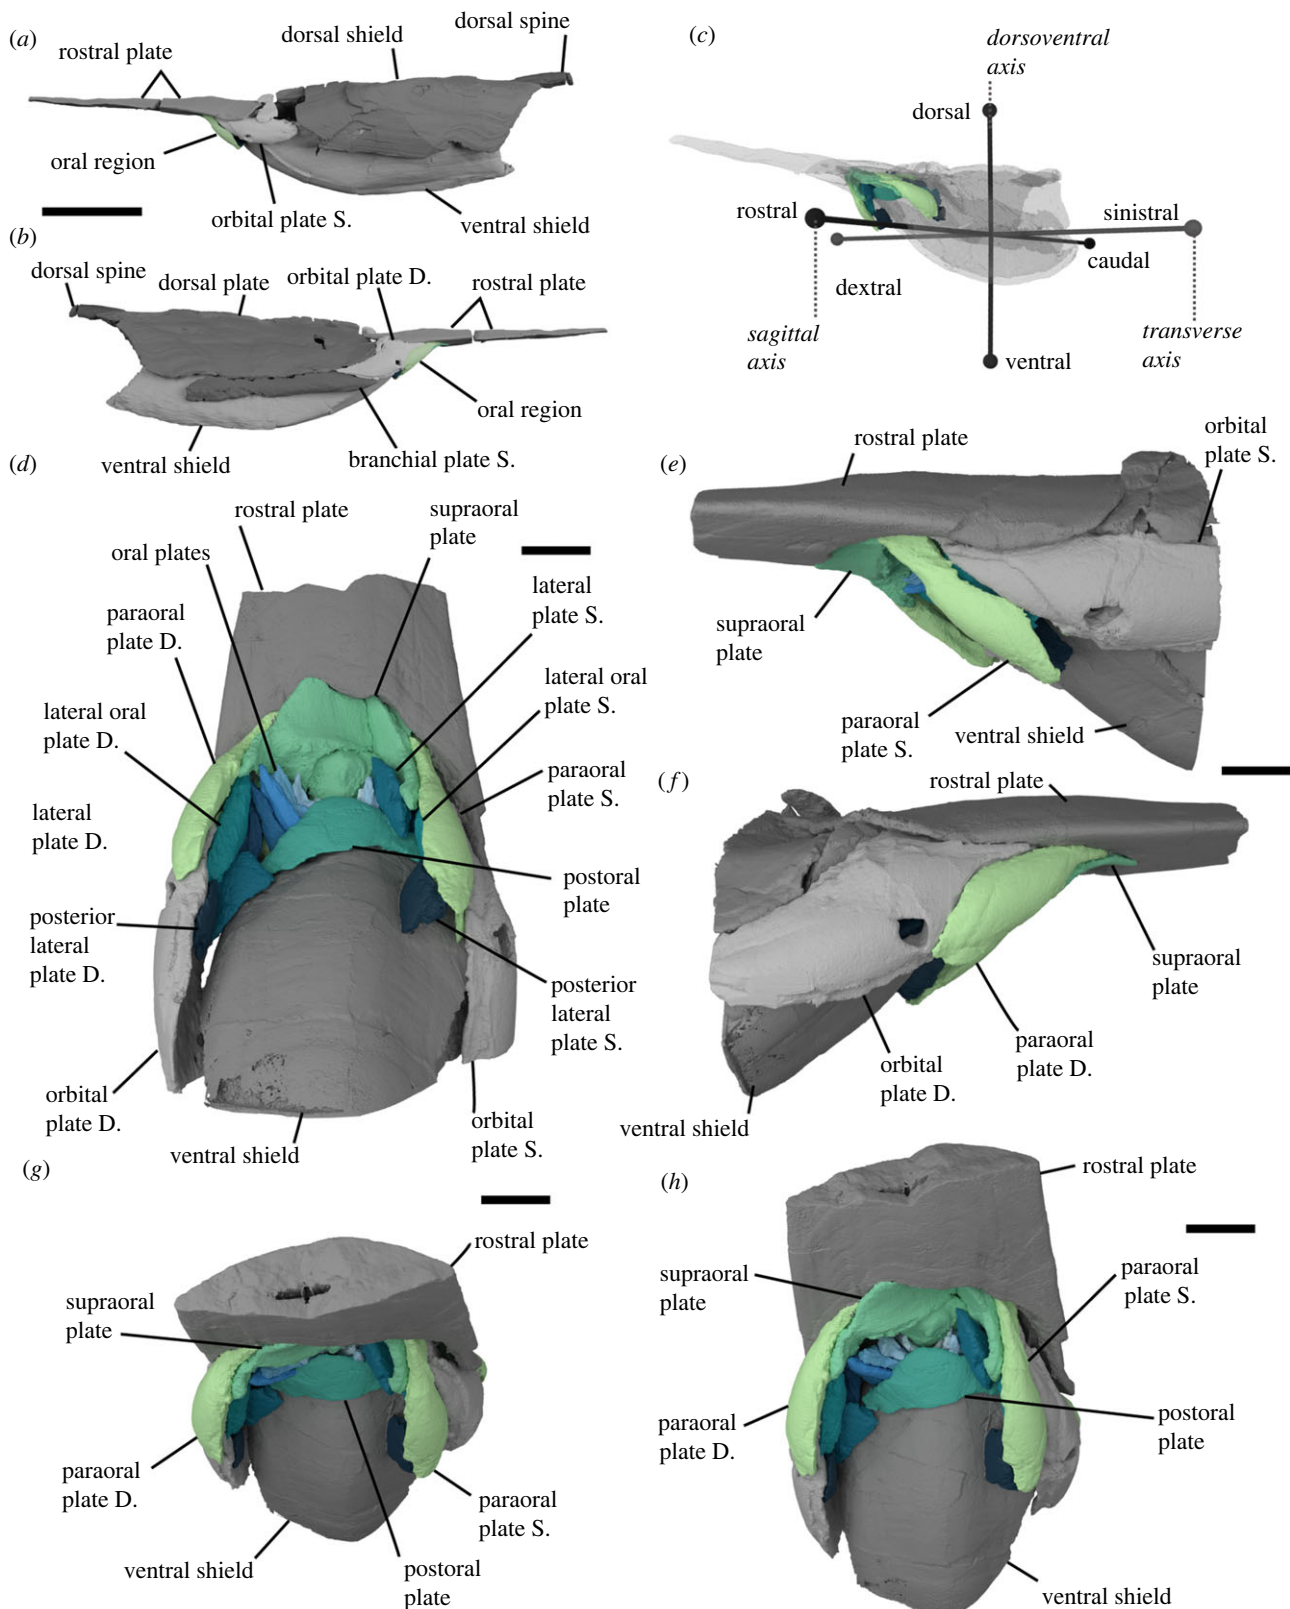 (a)
rostral plate
dorsal shield
dorsal spine
oral region
orbital plate S.
ventral shield
(b)
dorsal spine
dorsal plate
orbital plate D.
rostral plate
oral region
ventral shield
branchial plate S.
(c)
dorsoventral
axis
dorsal
rostral
sinistral
caudal
dextral
sagittal
axis
transverse
axis
ventral
(d)
rostral plate
supraoral
plate
oral plates
lateral
plate S.
paraoral
plate D.
lateral oral
plate S.
lateral oral
plate D.
paraoral
plate S.
lateral
plate D.
postoral
plate
posterior
lateral
plate D.
posterior
lateral
plate S.
orbital
plate D.
orbital
plate S.
ventral shield
(e)
rostral plate
orbital
plate S.
supraoral
plate
paraoral
plate S.
ventral shield
(f)
rostral plate
supraoral
plate
paraoral
plate D.
orbital
plate D.
ventral shield
(g)
rostral plate
supraoral
plate
paraoral
plate D.
paraoral
plate S.
ventral shield
postoral
plate
(h)
rostral plate
supraoral
plate
paraoral
plate S.
paraoral
plate D.
postoral
plate
ventral shield